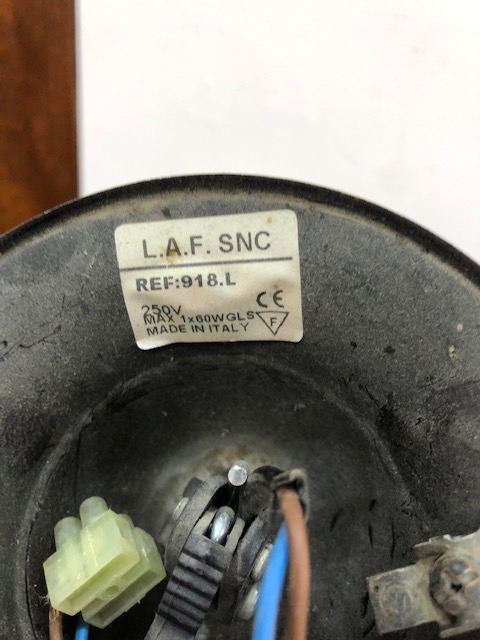 L.A.F. SNC
REF:918.L
250V CE
MAX 1x60WGLS F
MADE IN ITALY